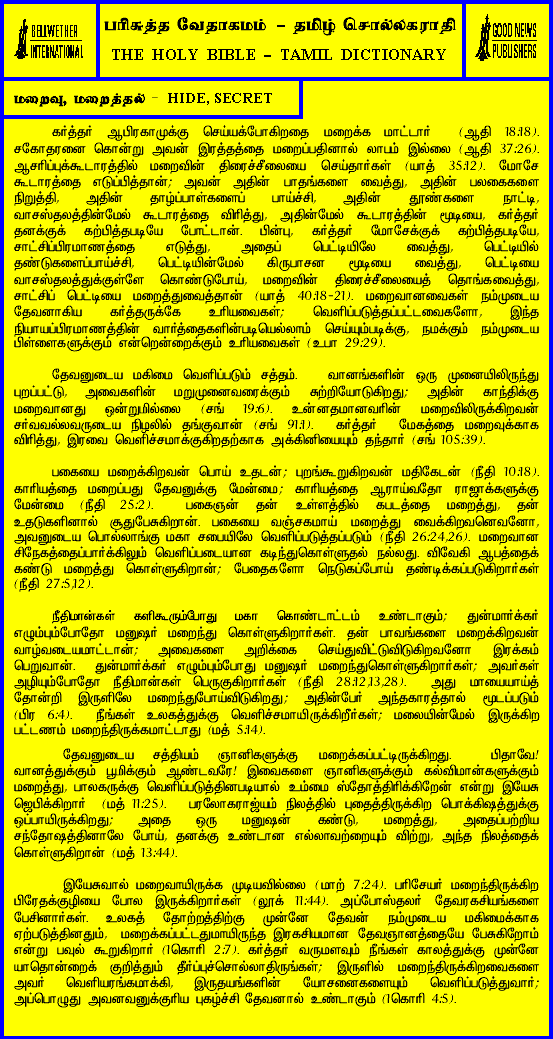 BELLWETHER
INTERNATIONAL
பரிசுத்த வேதாகமம் – தமிழ் சொல்லகராதி
THE HOLY BIBLE – TAMIL DICTIONARY
GOOD NEWS
PUBLISHERS
மறைவு, மறைத்தல் – HIDE, SECRET
கர்த்தர் ஆபிரகாமுக்கு செய்யக்போகிறதை மறைக்க மாட்டார் (ஆதி 18:18).
சகோதரனை கொன்று அவன் இரத்தத்தை மறைப்பதினால் லாபம் இல்லை (ஆதி 37:26).
ஆசரிப்புக்கூடாரத்தில் மறைவின் திரைச்சீலையை செய்தார்கள் (யாத் 35:12). மோசே
கூடாரத்தை எடுப்பித்தான்; அவன் அதின் பாதங்களை வைத்து, அதின் பலகைகளை
நிறுத்தி, அதின் தாழ்ப்பாள்களைப் பாய்ச்சி, அதின் தூண்களை நாட்டி,
வாசஸ்தலத்தின்மேல் கூடாரத்தை விரித்து, அதின்மேல் கூடாரத்தின் மூடியை, கர்த்தர்
தனக்குக் கற்பித்தபடியே போட்டான். பின்பு, கர்த்தர் மோசேக்குக் கற்பித்தபடியே,
சாட்சிப்பிரமாணத்தை எடுத்து, அதைப் பெட்டியிலே வைத்து, பெட்டியில்
தண்டுகளைப்பாய்ச்சி, பெட்டியின்மேல் கிருபாசன மூடியை வைத்து, பெட்டியை
வாசஸ்தலத்துக்குள்ளே கொண்டுபோய், மறைவின் திரைச்சீலையைத் தொங்கவைத்து,
சாட்சிப் பெட்டியை மறைத்துவைத்தான் (யாத் 40:18-21). மறைவானவைகள் நம்முடைய
தேவனாகிய கர்த்தருக்கே உரியவைகள்; வெளிப்படுத்தப்பட்டவைகளோ, இந்த
நியாயப்பிரமாணத்தின் வார்த்தைகளின்படியெல்லாம் செய்யும்படிக்கு, நமக்கும் நம்முடைய
பிள்ளைகளுக்கும் என்றென்றைக்கும் உரியவைகள் (உபா 29:29).
தேவனுடைய மகிமை வெளிப்படும் சத்தம். வானங்களின் ஒரு முனையிலிருந்து
புறப்பட்டு, அவைகளின் மறுமுனைவரைக்கும் சுற்றியோடுகிறது; அதின் காந்திக்கு
மறைவானது ஒன்றுமில்லை (சங் 19:6). உன்னதமானவரின் மறைவிலிருக்கிறவன்
சர்வவல்லவருடைய நிழலில் தங்குவான் (சங் 91:1). கர்த்தர் மேகத்தை மறைவுக்காக
விரித்து, இரவை வெளிச்சமாக்குகிறதற்காக அக்கினியையும் தந்தார் (சங் 105:39).
பகையை மறைக்கிறவன் பொய் உதடன்; புறங்கூறுகிறவன் மதிகேடன் (நீதி 10:18).
காரியத்தை மறைப்பது தேவனுக்கு மேன்மை; காரியத்தை ஆராய்வதோ ராஜாக்களுக்கு
மேன்மை (நீதி 25:2). பகைஞன் தன் உள்ளத்தில் கபடத்தை மறைத்து, தன்
உதடுகளினால் சூதுபேசுகிறான். பகையை வஞ்சகமாய் மறைத்து வைக்கிறவனெவனோ,
அவனுடைய பொல்லாங்கு மகா சபையிலே வெளிப்படுத்தப்படும் (நீதி 26:24,26). மறைவான
சிநேகத்தைப்பார்க்கிலும் வெளிப்படையான கடிந்துகொள்ளுதல் நல்லது. விவேகி ஆபத்தைக்
கண்டு மறைத்து கொள்ளுகிறான்; பேதைகளோ நெடுகப்போய் தண்டிக்கப்படுகிறார்கள்
(நீதி 27:5,12).
நீதிமான்கள் களிகூரும்போது மகா கொண்டாட்டம் உண்டாகும்; துன்மார்க்கர்
எழும்பும்போதோ மனுஷர் மறைந்து கொள்ளுகிறார்கள். தன் பாவங்களை மறைக்கிறவன்
வாழ்வடையமாட்டான்; அவைகளை அறிக்கை செய்துவிட்டுவிடுகிறவனோ இரக்கம்
பெறுவான். துன்மார்க்கர் எழும்பும்போது மனுஷர் மறைந்துகொள்ளுகிறார்கள்; அவர்கள்
அழியும்போதோ நீதிமான்கள் பெருகுகிறார்கள் (நீதி 28:12,13,28). அது மாயையாய்த்
தோன்றி இருளிலே மறைந்துபோய்விடுகிறது; அதின்பேர் அந்தகாரத்தால் மூடப்படும்
(பிர 6:4). நீங்கள் உலகத்துக்கு வெளிச்சமாயிருக்கிறீர்கள்; மலையின்மேல் இருக்கிற
பட்டணம் மறைந்திருக்கமாட்டாது (மத் 5:14).
தேவனுடைய சத்தியம் ஞானிகளுக்கு மறைக்கப்பட்டிருக்கிறது. பிதாவே!
வானத்துக்கும் பூமிக்கும் ஆண்டவரே! இவைகளை ஞானிகளுக்கும் கல்விமான்களுக்கும்
மறைத்து, பாலகருக்கு வெளிப்படுத்தினபடியால் உம்மை ஸ்தோத்திரிக்கிறேன் என்று இயேசு
ஜெபிக்கிறார் (மத் 11:25). பரலோகராஜ்யம் நிலத்தில் புதைத்திருக்கிற பொக்கிஷத்துக்கு
ஒப்பாயிருக்கிறது; அதை ஒரு மனுஷன் கண்டு, மறைத்து, அதைப்பற்றிய
சந்தோஷத்தினாலே போய், தனக்கு உண்டான எல்லாவற்றையும் விற்று, அந்த நிலத்தைக்
கொள்ளுகிறான் (மத் 13:44).
இயேசுவால் மறைவாயிருக்க முடியவில்லை (மாற் 7:24). பரிசேயர் மறைந்திருக்கிற
பிரேதக்குழியை போல இருக்கிறார்கள் (லூக் 11:44). அப்போஸ்தலர் தேவரகசியங்களை
பேசினார்கள். உலகத் தோற்றத்திற்கு முன்னே தேவன் நம்முடைய மகிமைக்காக
ஏற்படுத்தினதும், மறைக்கப்பட்டதுமாயிருந்த இரகசியமான தேவஞானத்தையே பேசுகிறோம்
என்று பவுல் கூறுகிறார் (1கொரி 2:7). கர்த்தர் வருமளவும் நீங்கள் காலத்துக்கு முன்னே
யாதொன்றைக் குறித்தும் தீர்ப்புச்சொல்லாதிருங்கள்; இருளில் மறைந்திருக்கிறவைகளை
அவர் வெளியரங்கமாக்கி, இருதயங்களின் யோசனைகளையும் வெளிப்படுத்துவார்;
அப்பொழுது அவனவனுக்குரிய புகழ்ச்சி தேவனால் உண்டாகும் (1கொரி 4:5).